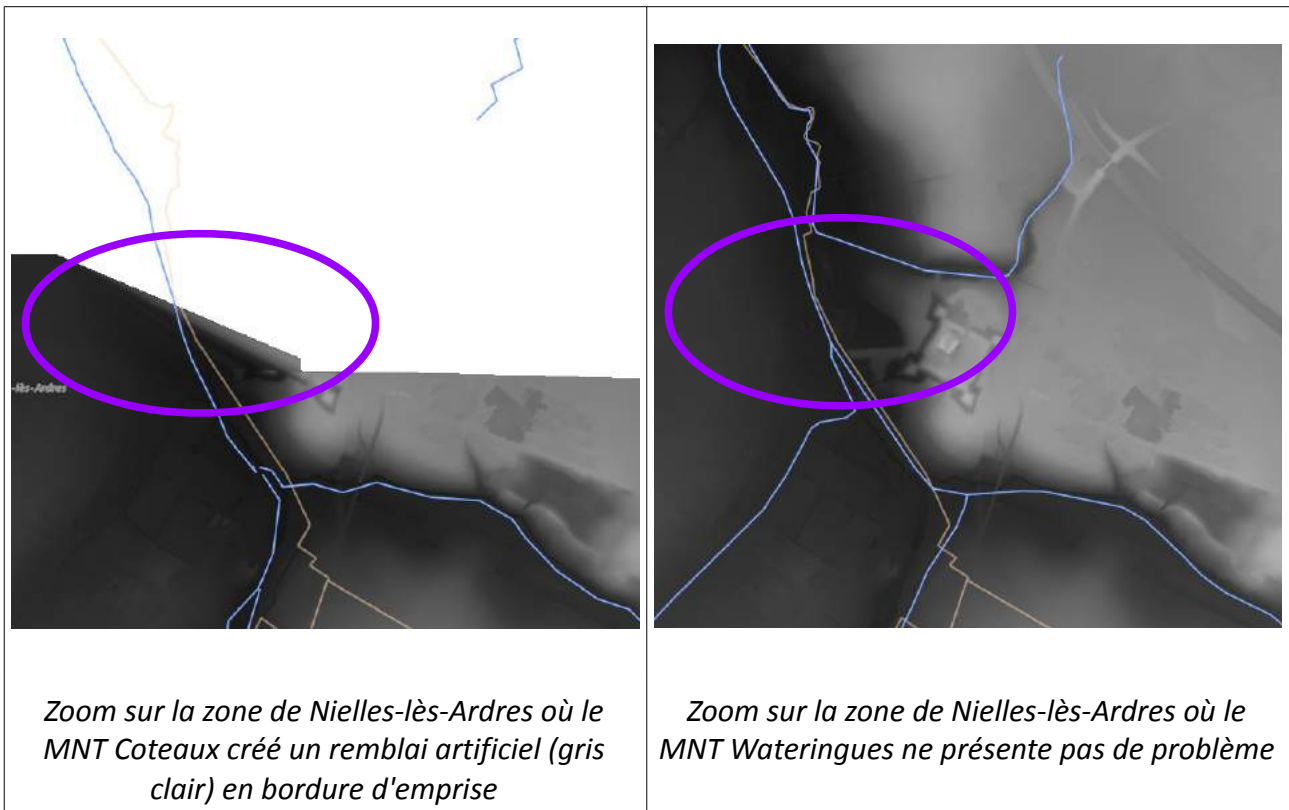 -lès-Ardres
Zoom sur la zone de Nielles-lès-Ardres où le
MNT Coteaux créé un remblai artificiel (gris
clair) en bordure d'emprise
Zoom sur la zone de Nielles-lès-Ardres où le
MNT Wateringues ne présente pas de problème